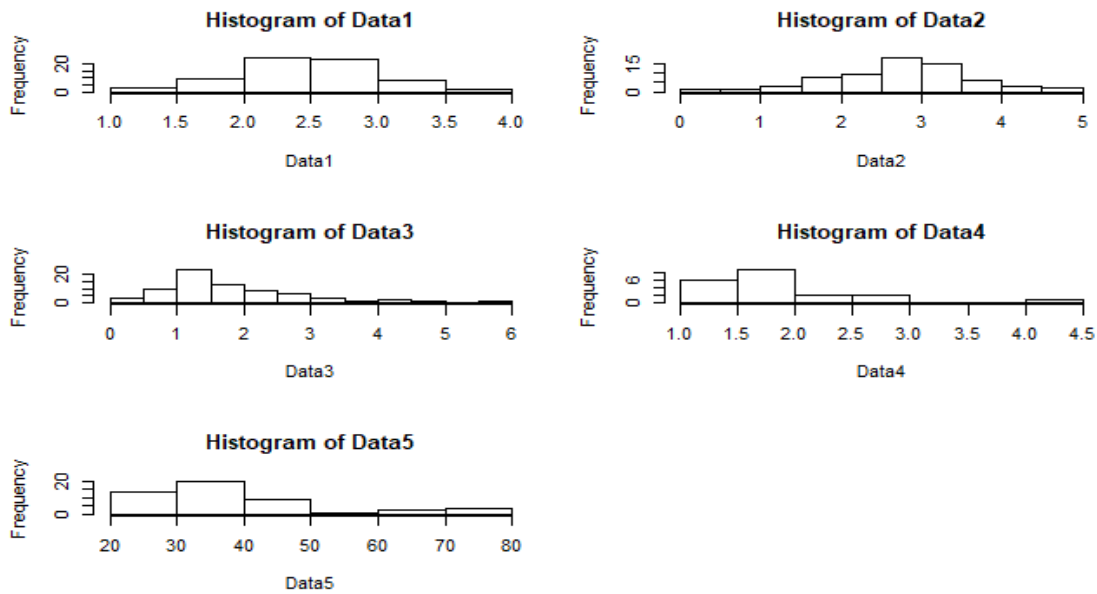 Histogram of Data1
Frequency
0 20
1.0 1.5 2.0 2.5 3.0 3.5 4.0
Data1
Histogram of Data2
Frequency
0 15
0 1 2 3 4 5
Data2
Histogram of Data3
Frequency
0 20
0 1 2 3 4 5 6
Data3
Histogram of Data4
Frequency
0 6
1.0 1.5 2.0 2.5 3.0 3.5 4.0 4.5
Data4
Histogram of Data5
Frequency
0 20
20 30 40 50 60 70 80
Data5